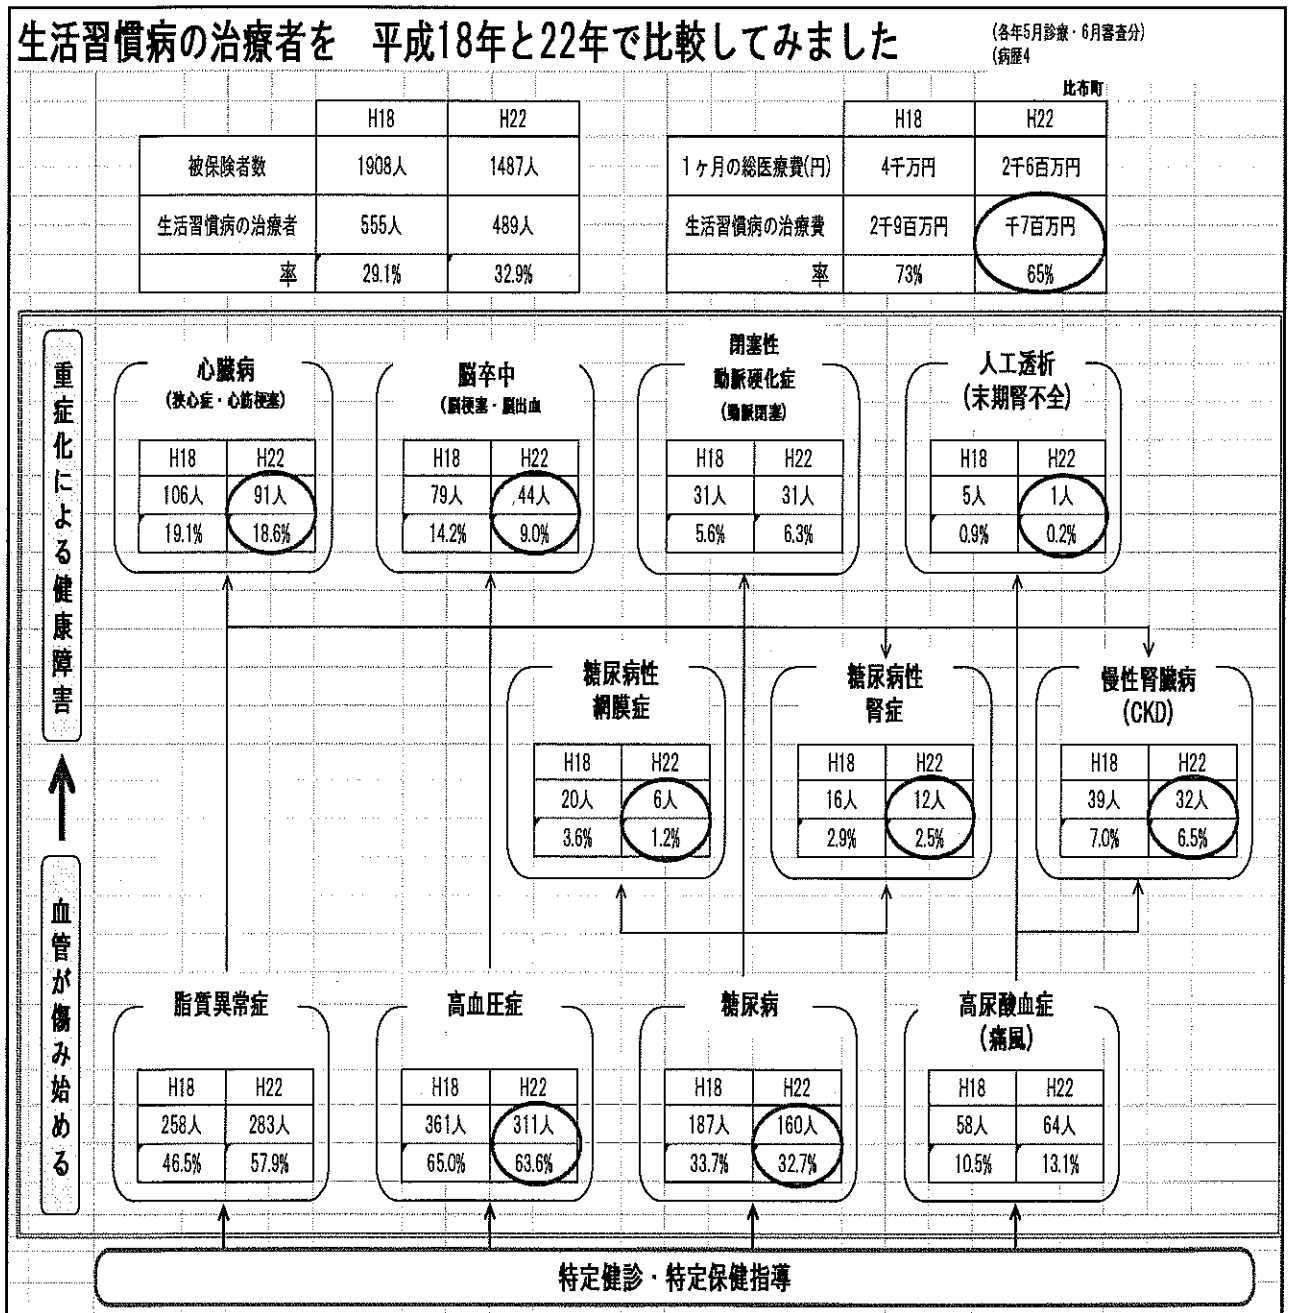 生活習慣病の治療者を 平成18年と22年で比較してみました
(各年5月診療・6月審査分)
(病歴4
比布町
H18 H22
被保険者数 1908人 1487人
生活習慣病の治療者 555人 489人
率 29.1% 32.9%
H18 H22
1ヶ月の総医療費(円) 4千万円 2千6百万円
生活習慣病の治療費 2千9百万円 千7百万円
率 73% 65%
重症化による健康障害
心臓病
(狭心症・心筋梗塞)
H18 H22
106人 91人
19.1% 18.6%
脳卒中
(脳梗塞・脳出血
H18 H22
79人 44人
14.2% 9.0%
閉塞性
動脈硬化症
(動脈閉塞)
H18 H22
31人 31人
5.6% 6.3%
人工透析
(末期腎不全)
H18 H22
5人 1人
0.9% 0.2%
糖尿病性
網膜症
H18 H22
20人 6人
3.6% 1.2%
糖尿病性
腎症
H18 H22
16人 12人
2.9% 2.5%
慢性腎臓病
(CKD)
H18 H22
39人 32人
7.0% 6.5%
血管が傷み始める
脂質異常症
H18 H22
258人 283人
46.5% 57.9%
高血圧症
H18 H22
361人 311人
65.0% 63.6%
糖尿病
H18 H22
187人 160人
33.7% 32.7%
高尿酸血症
(痛風)
H18 H22
58人 64人
10.5% 13.1%
特定健診・特定保健指導